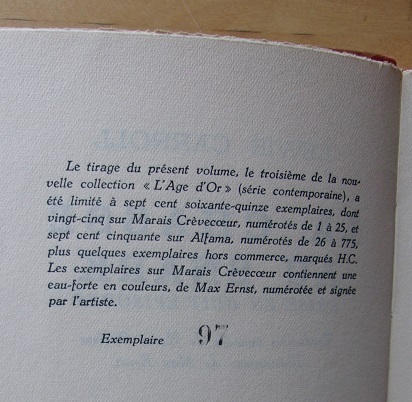 Le tirage du présent volume, le troisième de la nou-
velle collection « L'Age d'Or » (série contemporaine), a
été limité à sept cent soixante-quinze exemplaires, dont
vingt-cinq sur Marais Crèvecœur, numérotés de 1 à 25, et
sept cent cinquante sur Alfama, numérotés de 26 à 775,
plus quelques exemplaires hors commerce, marqués H.C.
Les exemplaires sur Marais Crèvecœur contiennent une
eau-forte en couleurs, de Max Ernst, numérotée et signée
par l'artiste.
Exemplaire 97